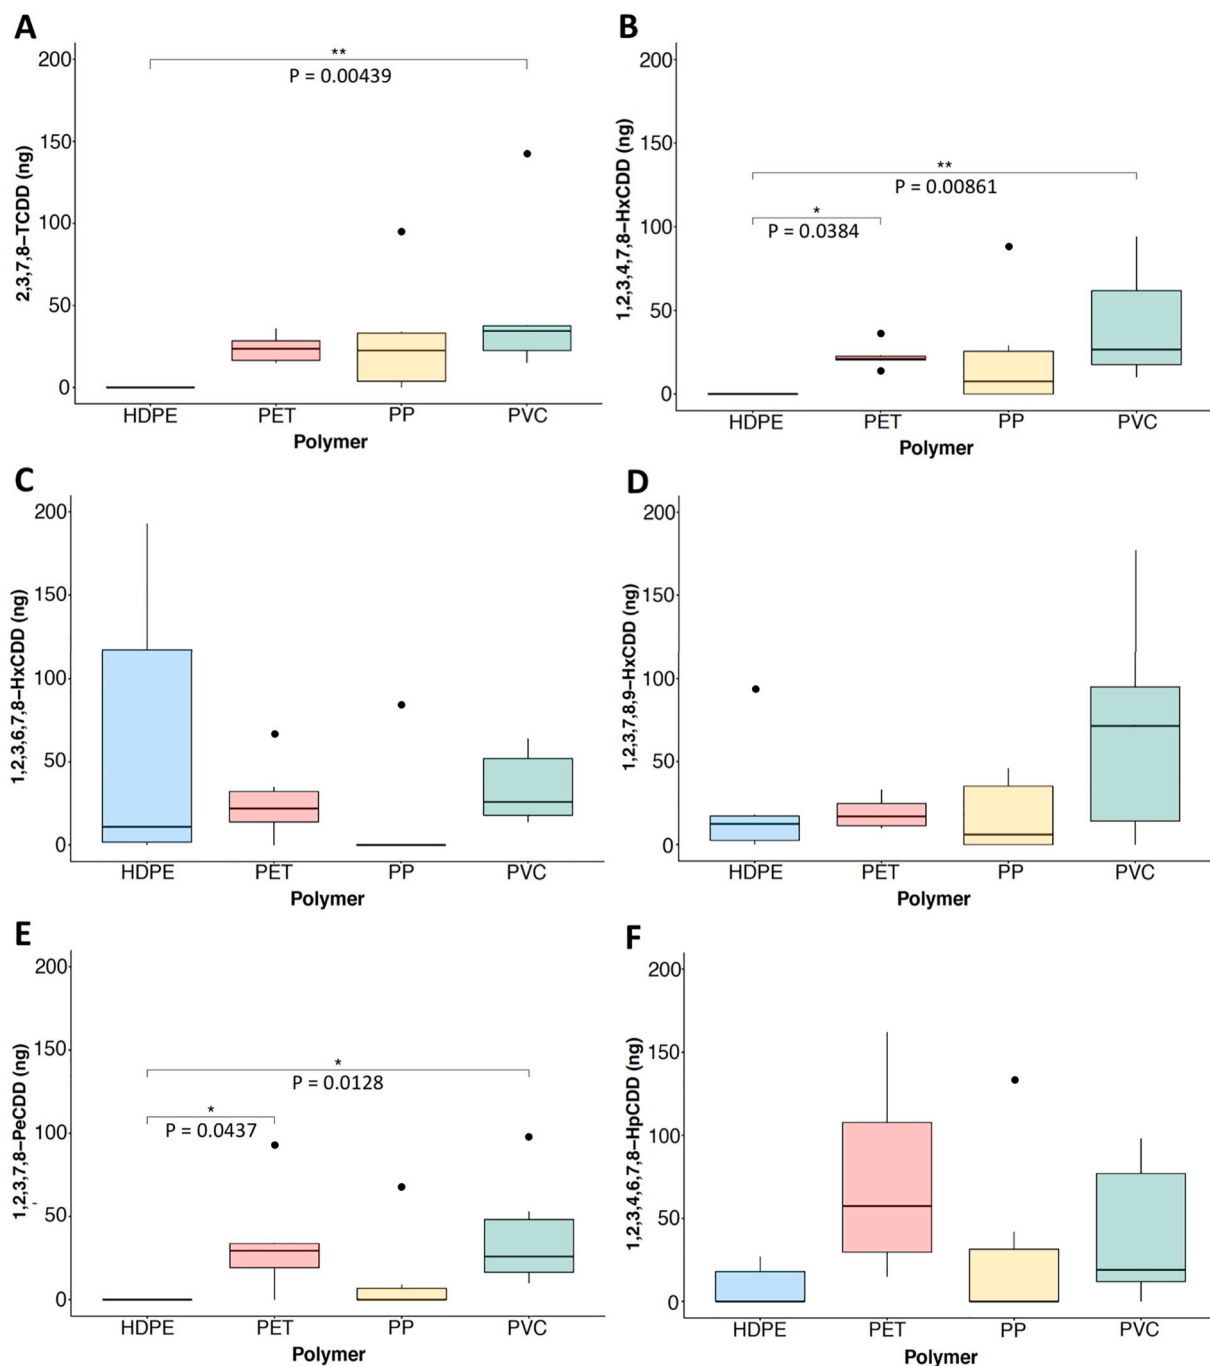 A
200
150
100
50
0
2,3,7,8−TCDD (ng)
**
P = 0.00439
HDPE PET PP PVC
Polymer
B
200
150
100
50
0
1,2,3,4,7,8−HxCDD (ng)
**
P = 0.00861
*
P = 0.0384
HDPE PET PP PVC
Polymer
C
200
150
100
50
0
1,2,3,6,7,8−HxCDD (ng)
HDPE PET PP PVC
Polymer
D
200
150
100
50
0
1,2,3,7,8,9−HxCDD (ng)
HDPE PET PP PVC
Polymer
E
200
150
100
50
0
1,2,3,7,8−PeCDD (ng)
*
P = 0.0128
*
P = 0.0437
HDPE PET PP PVC
Polymer
F
200
150
100
50
0
1,2,3,4,6,7,8−HpCDD (ng)
HDPE PET PP PVC
Polymer